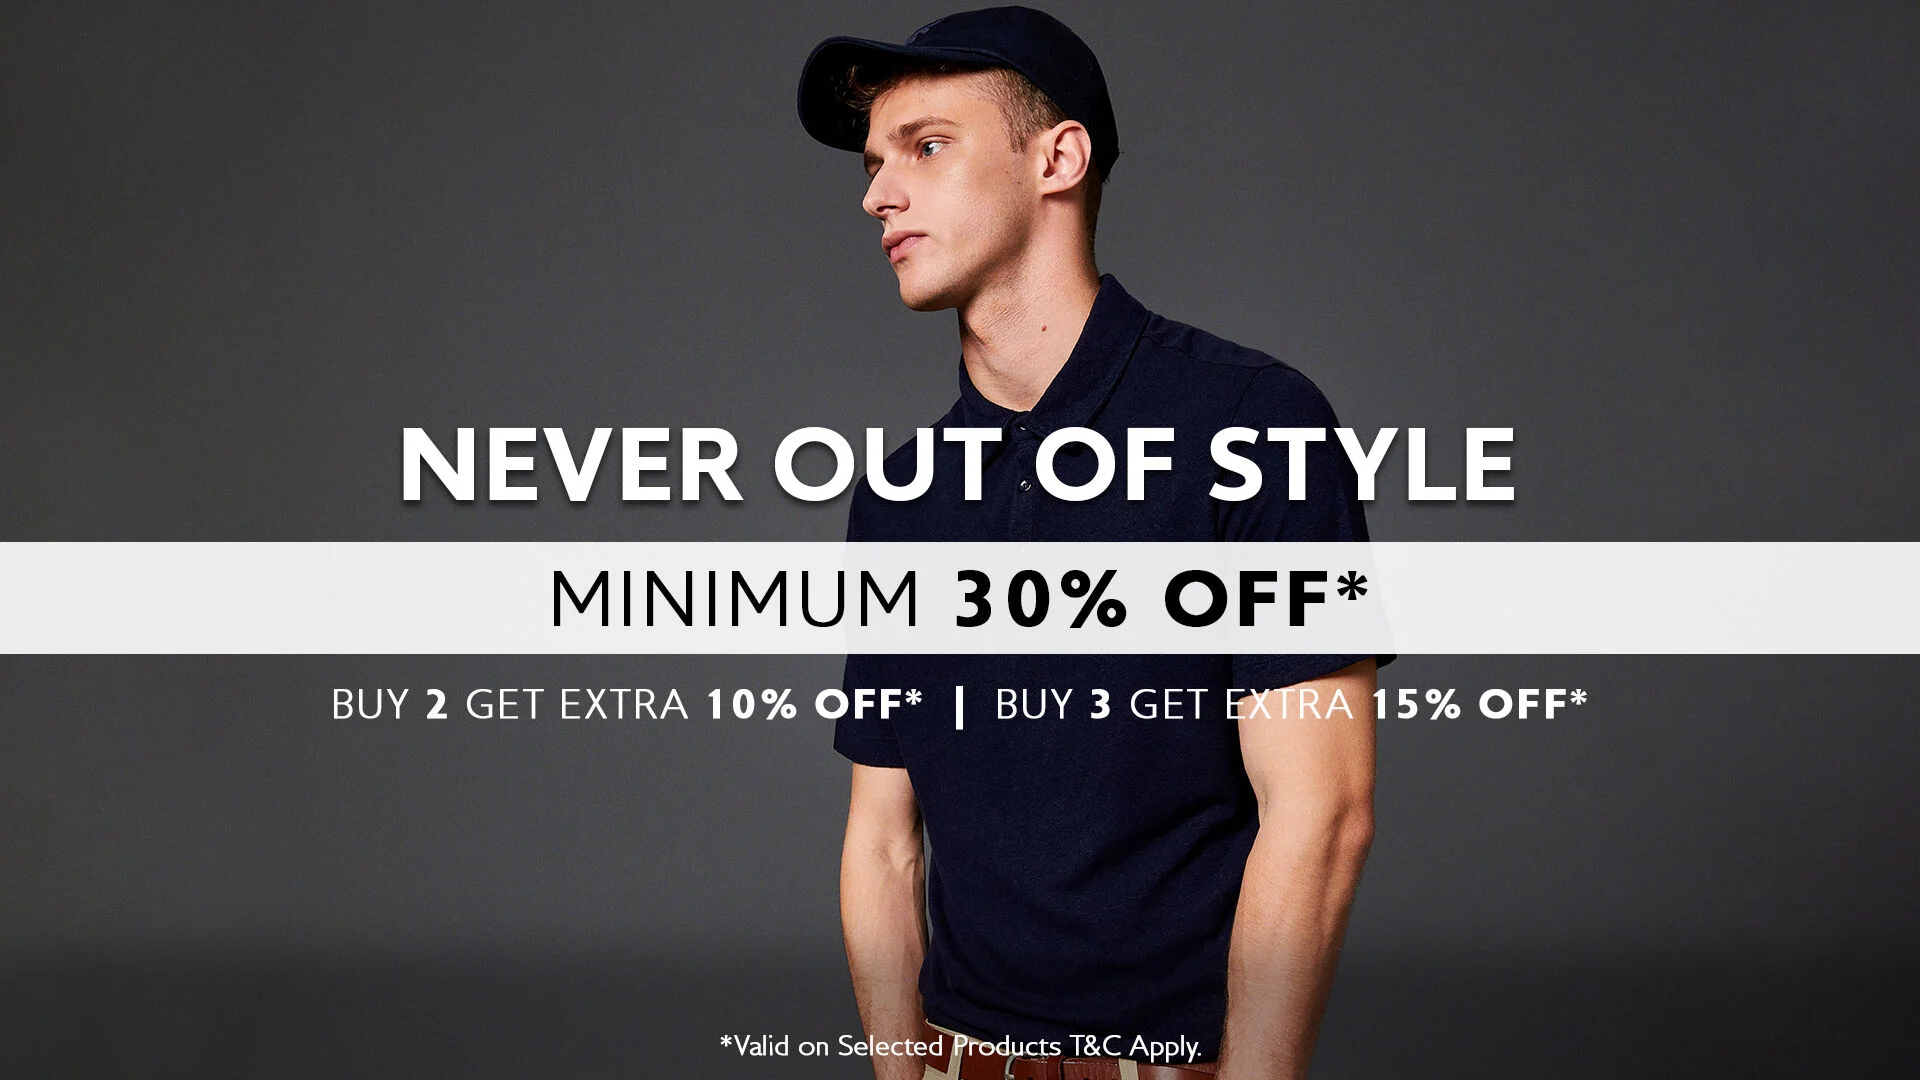 NEVER OUT OF STYLE
MINIMUM 30% OFF*
BUY 2 GET EXTRA 10% OFF* | BUY 3 GET EXTRA 15% OFF*
*Valid on Selected Products T&C Apply.